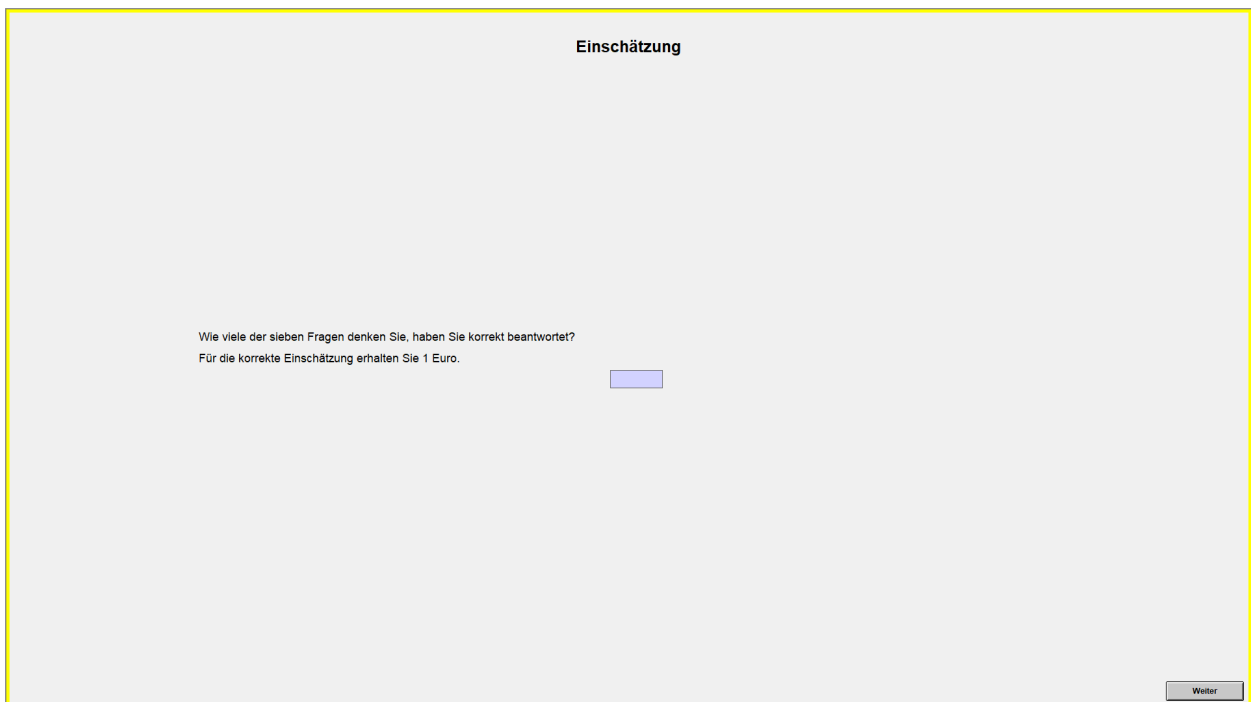 Einschätzung
Wie viele der sieben Fragen denken Sie, haben Sie korrekt beantwortet?
Für die korrekte Einschätzung erhalten Sie 1 Euro.
Weiter